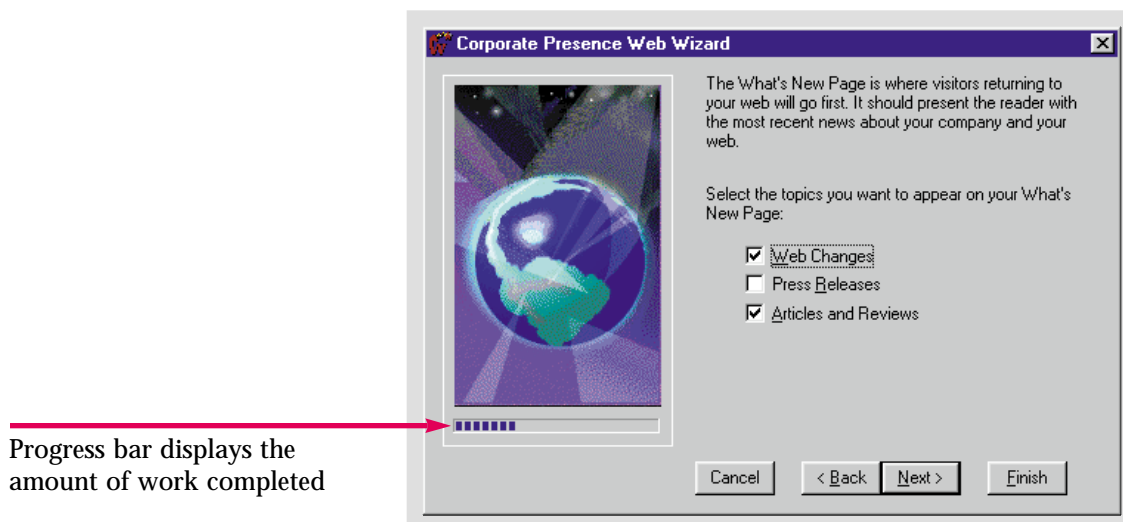 Corporate Presence Web Wizard
The What's New Page is where visitors returning to
your web will go first. It should present the reader with
the most recent news about your company and your
web.
Select the topics you want to appear on your What's
New Page:
Web Changes
Press Releases
Articles and Reviews
Progress bar displays the
amount of work completed
Cancel
< Back
Next >
Finish